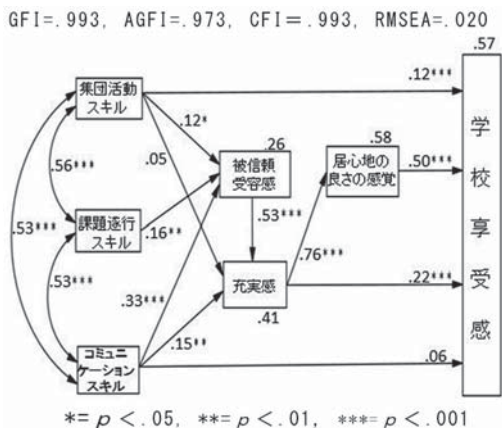 GFI=.993, AGFI=.973, CFI=.993, RMSEA=.020
.57
集団活動
スキル
.12***
.12*
.05
.26
被信頼
受容感
.58
居心地の
良さの感覚
.50***
学校享受感
.56***
.53***
課題遂行
スキル
.16**
.53***
.76***
.53***
.33***
充実感
.22***
.41
.15**
コミュニ
ケーション
スキル
.06
*=p<.05, **=p<.01, ***=p<.001